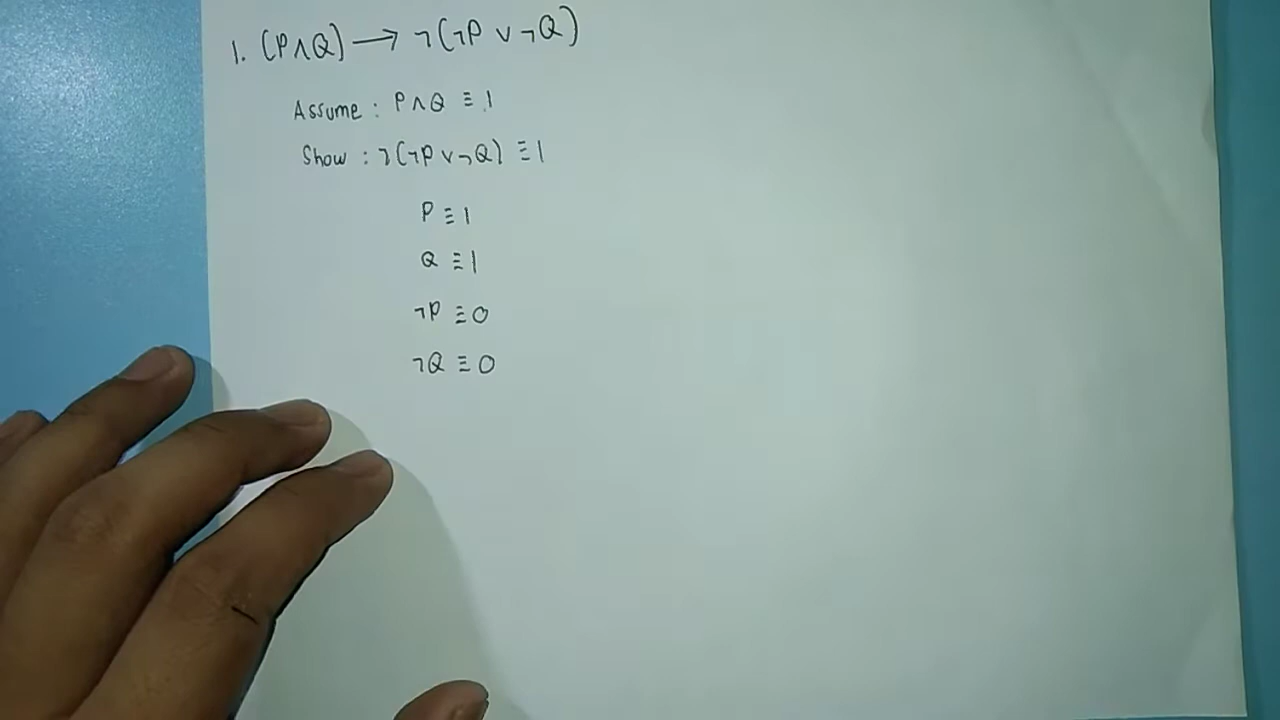 1. (P∧Q) → ¬(¬P ∨ ¬Q)
Assume : P∧Q ≡ 1
Show : ¬(¬P ∨ ¬Q) ≡ 1
P ≡ 1
Q ≡ 1
¬P ≡ 0
¬Q ≡ 0